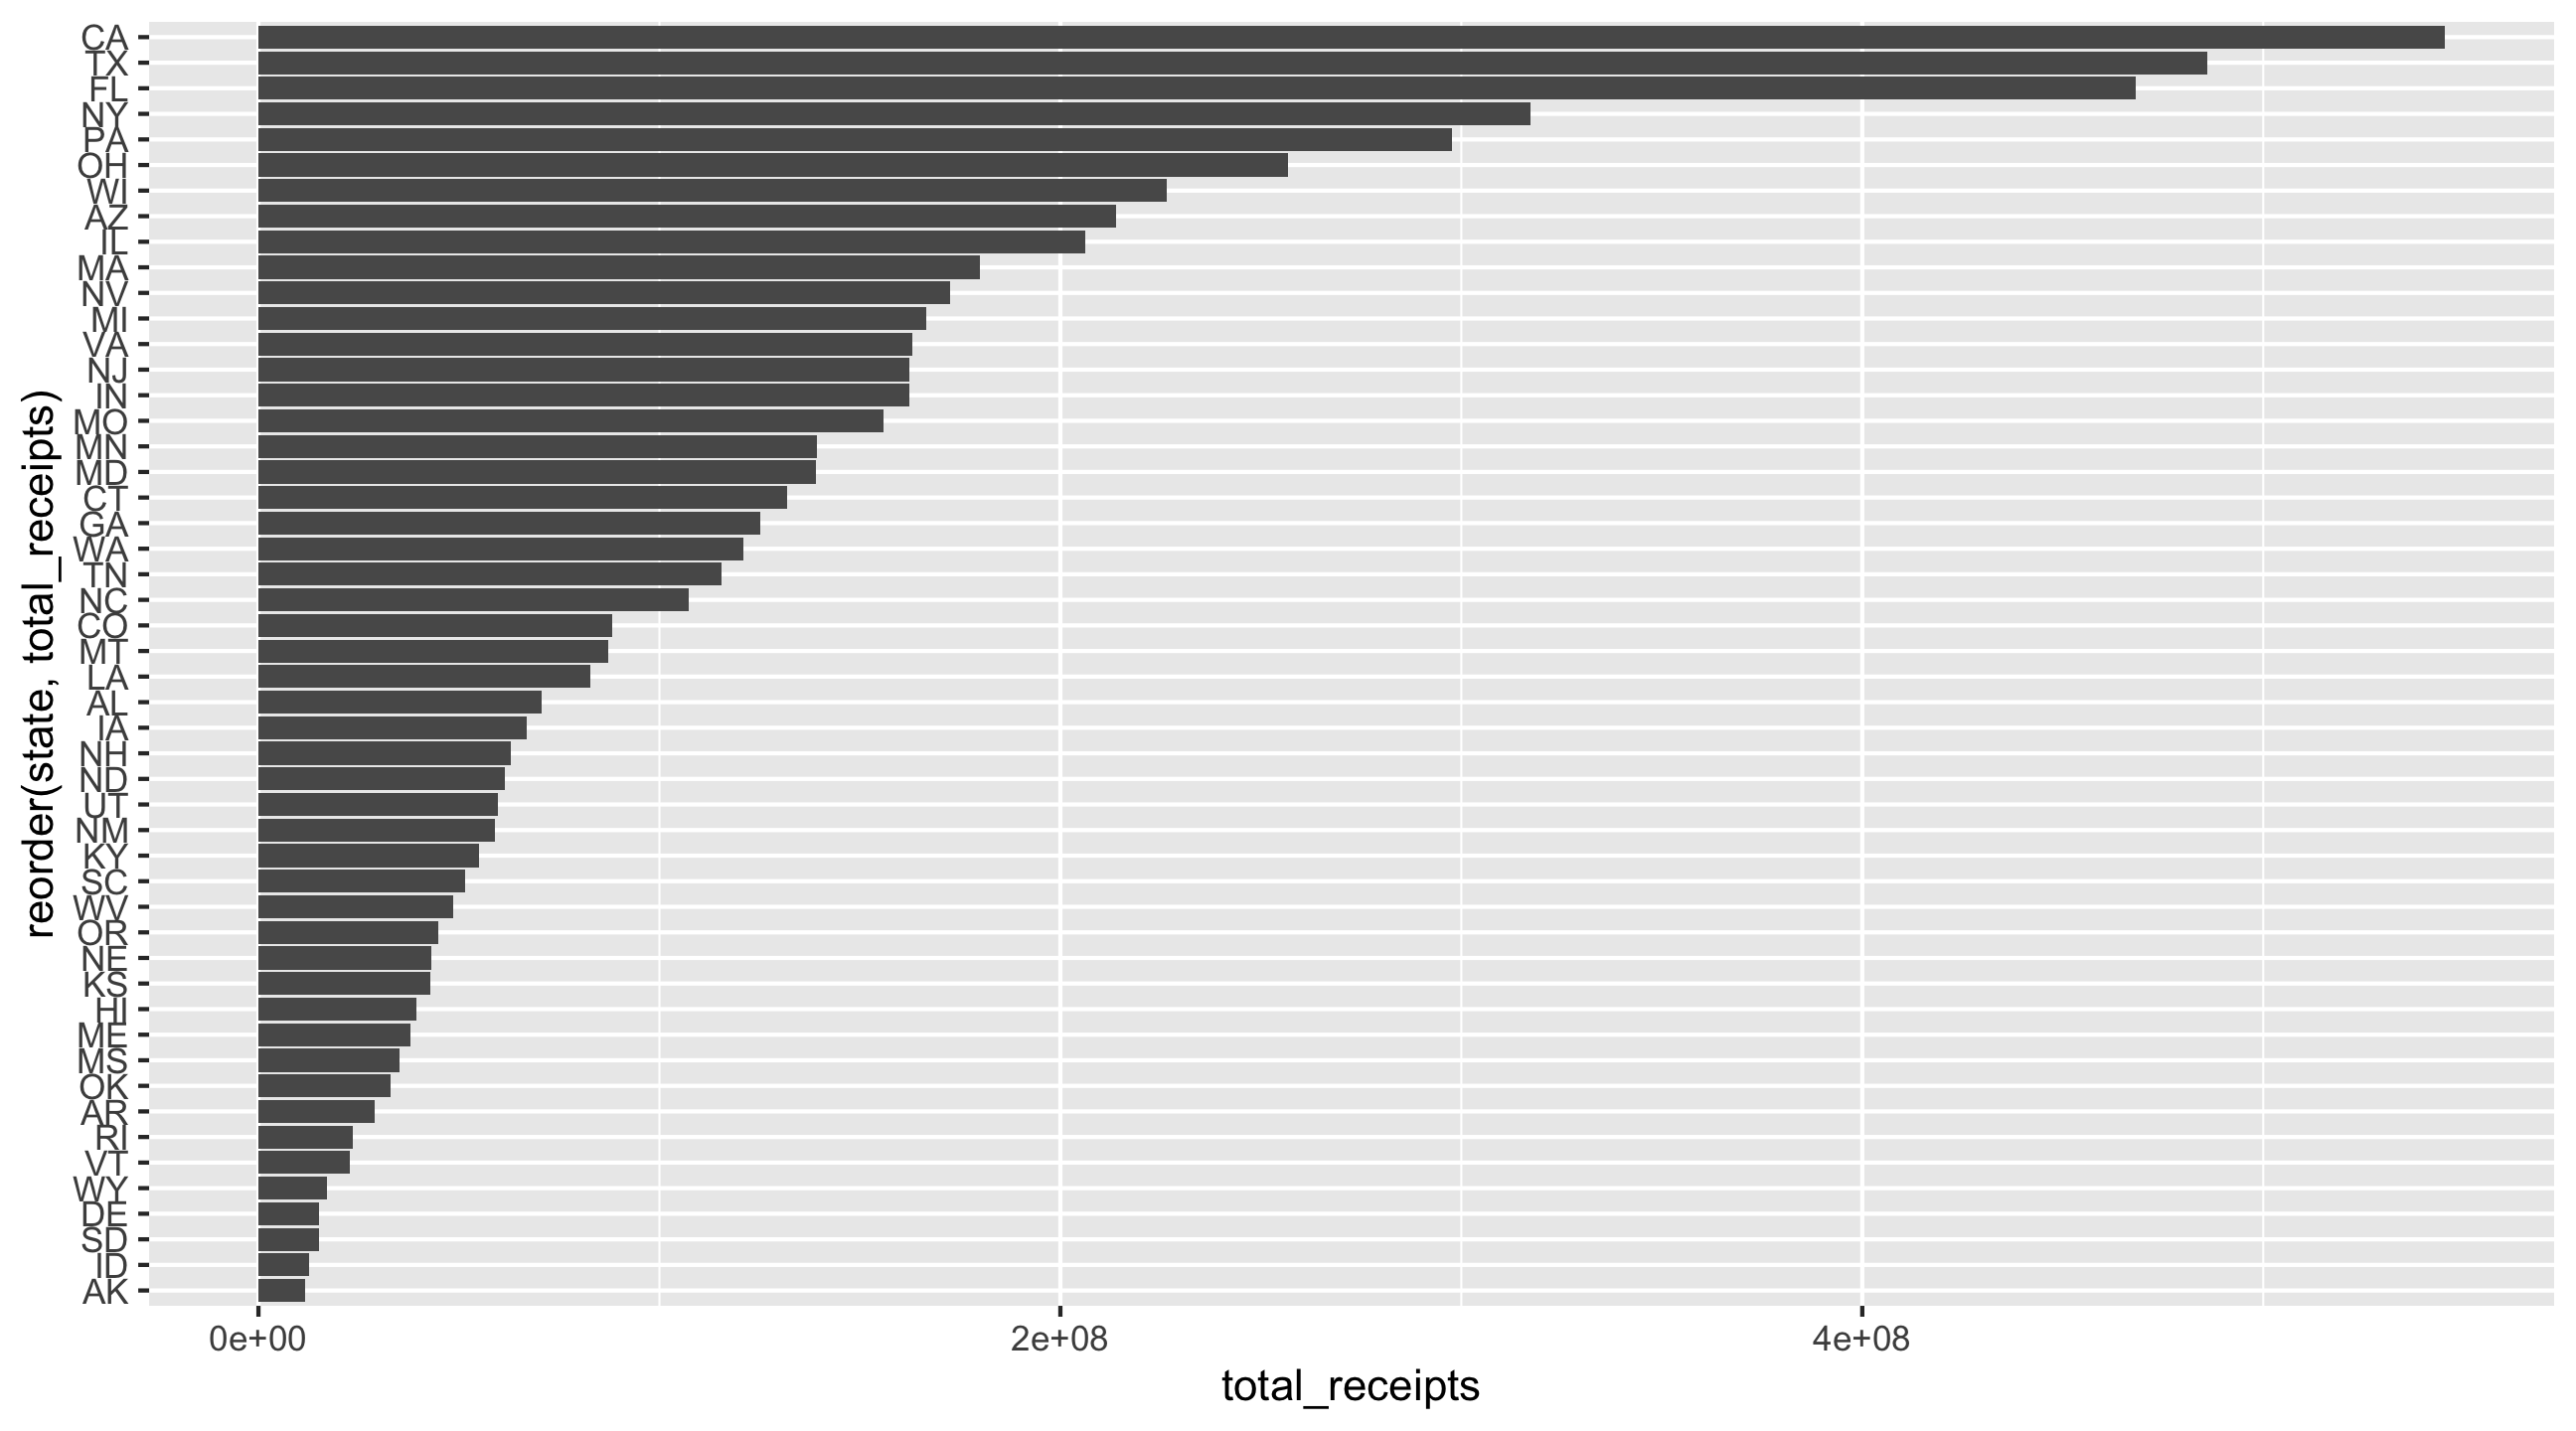 reorder(state, total_receipts)
CA
TX
FL
NY
PA
OH
WI
AZ
IL
MA
NV
MI
VA
NJ
IN
MO
MN
MD
CT
GA
WA
TN
NC
CO
MT
LA
AL
IA
NH
ND
UT
NM
KY
SC
WV
OR
NE
KS
HI
ME
MS
OK
AR
RI
VT
WY
DE
SD
ID
AK
0e+00 2e+08 4e+08
total_receipts